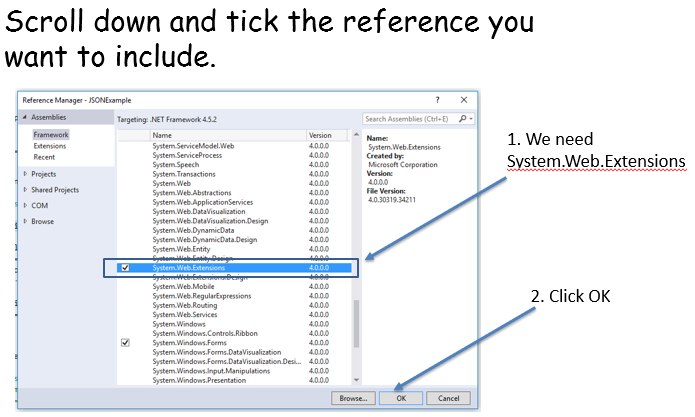 Scroll down and tick the reference you
want to include.
Reference Manager - JSONExample
? ×
Assemblies
Framework
Extensions
Recent
Projects
Shared Projects
COM
Browse
Targeting: .NET Framework 4.5.2
Search Assemblies (Ctrl+E)
Name Version
System.ServiceModel.Web 4.0.0.0
System.ServiceProcess 4.0.0.0
System.Speech 4.0.0.0
System.Transactions 4.0.0.0
System.Web 4.0.0.0
System.Web.Abstractions 4.0.0.0
System.Web.ApplicationServices 4.0.0.0
System.Web.DataVisualization 4.0.0.0
System.Web.DataVisualization.Design 4.0.0.0
System.Web.DynamicData 4.0.0.0
System.Web.DynamicData.Design 4.0.0.0
System.Web.Entity 4.0.0.0
System.Web.Entity.Design 4.0.0.0
System.Web.Extensions 4.0.0.0
System.Web.Extensions.Design 4.0.0.0
System.Web.Mobile 4.0.0.0
System.Web.RegularExpressions 4.0.0.0
System.Web.Routing 4.0.0.0
System.Web.Services 4.0.0.0
System.Windows 4.0.0.0
System.Windows.Controls.Ribbon 4.0.0.0
System.Windows.Forms 4.0.0.0
System.Windows.Forms.DataVisualization 4.0.0.0
System.Windows.Forms.DataVisualization.Desi... 4.0.0.0
System.Windows.Input.Manipulations 4.0.0.0
System.Windows.Presentation 4.0.0.0
Name:
System.Web.Extensions
Created by:
Microsoft Corporation
Version:
4.0.0.0
File Version:
4.0.30319.34211
Browse... OK Cancel
1. We need
System.Web.Extensions
2. Click OK